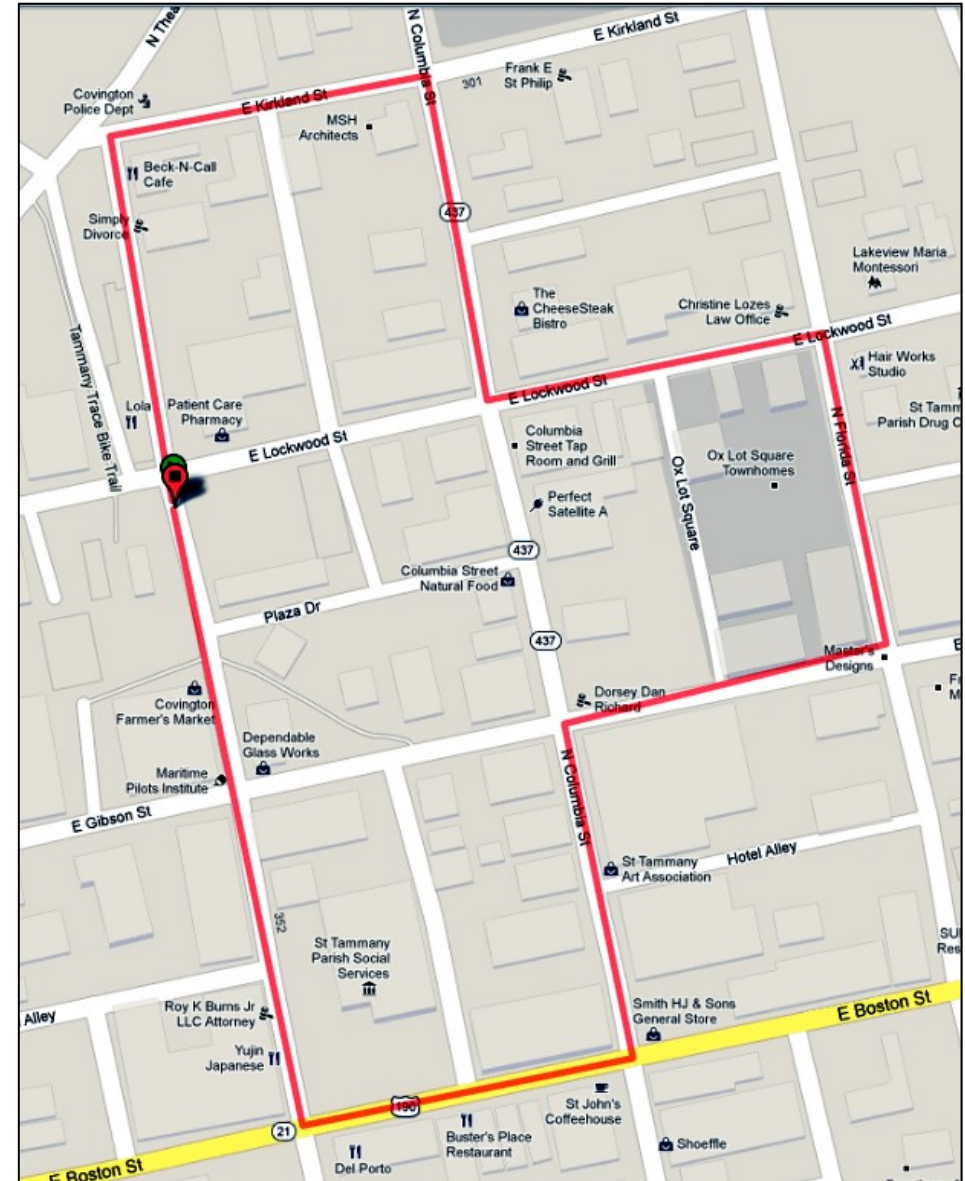 N Thea
N Columbia St
E Kirkland St
Covington
Police Dept
E Kirkland St
301
Frank E
St Philip
MSH
Architects
Beck-N-Call
Cafe
Simply
Divorce
437
Lakeview Maria
Montessori
The
CheeseSteak
Bistro
Christine Lozes
Law Office
E Lockwood St
Tammany Trace Bike Trail
Hair Works
Studio
E Lockwood St
Lola
Patient Care
Pharmacy
N Florida St
St Tamm
Parish Drug C
E Lockwood St
Columbia
Street Tap
Room and Grill
Ox Lot Square
Townhomes
Ox Lot Square
Perfect
Satellite A
437
Columbia Street
Natural Food
Plaza Dr
437
Master's
Designs
E
Fr
M
Covington
Farmer's Market
Dorsey Dan
Richard
Dependable
Glass Works
Maritime
Pilots Institute
N Columbia St
E Gibson St
Hotel Alley
St Tammany
Art Association
352
St Tammany
Parish Social
Services
SUI
Res
Alley
Roy K Burns Jr
LLC Attorney
Smith HJ & Sons
General Store
E Boston St
Yujin
Japanese
190
21
St John's
Coffeehouse
Buster's Place
Restaurant
Shoeffle
Del Porto
E Boston St